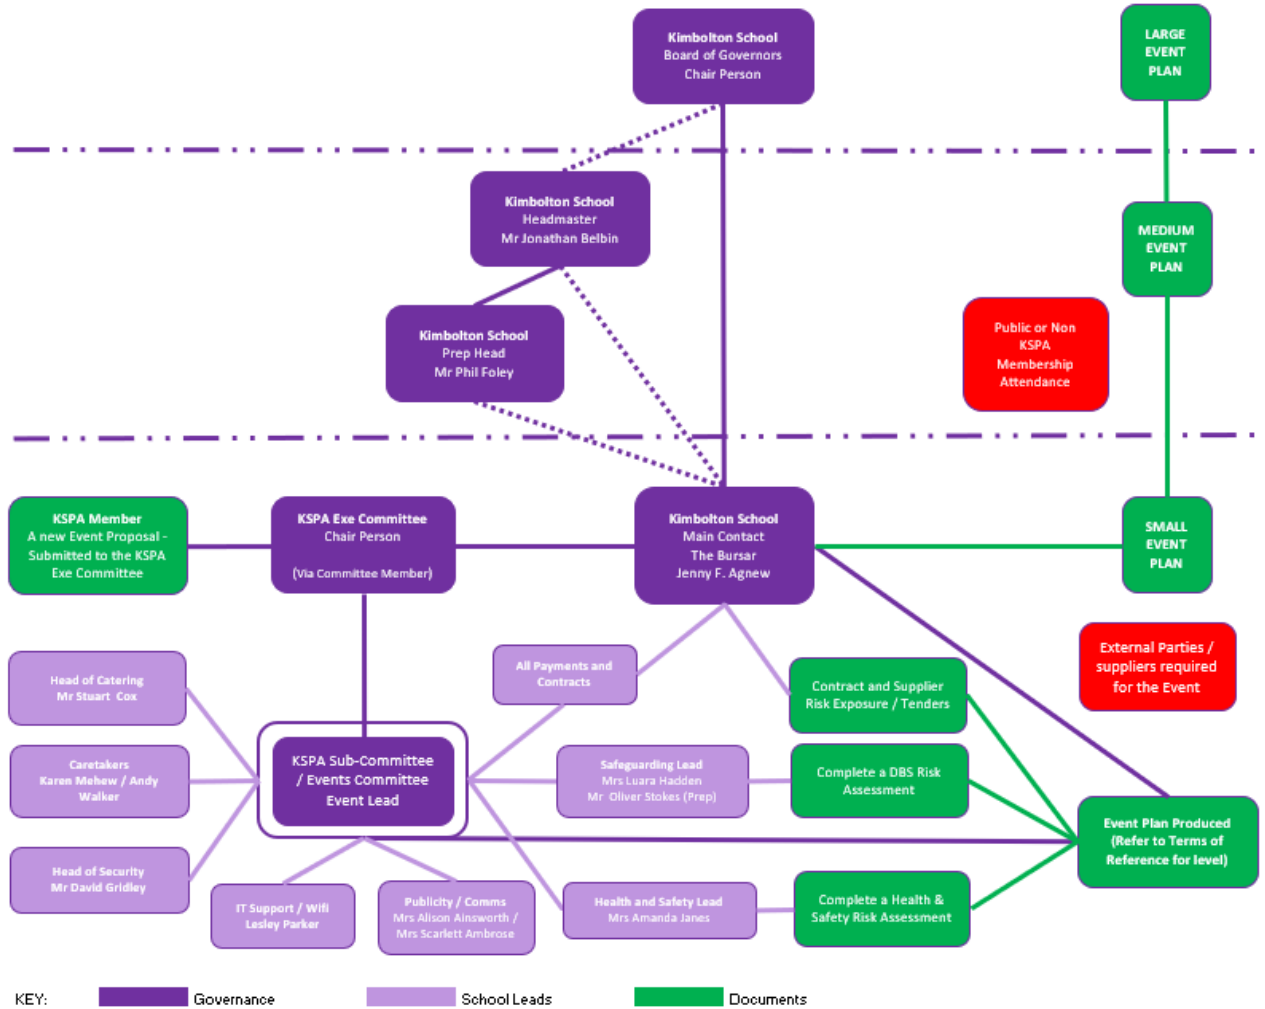 Kimbolton School
Board of Governors
Chair Person
LARGE
EVENT
PLAN
Kimbolton School
Headmaster
Mr Jonathan Belbin
MEDIUM
EVENT
PLAN
Kimbolton School
Prep Head
Mr Phil Foley
Public or Non
KSPA
Membership
Attendance
KSPA Member
A new Event Proposal -
Submitted to the KSPA
Exe Committee
KSPA Exe Committee
Chair Person
(Via Committee Member)
Kimbolton School
Main Contact
The Bursar
Jenny F. Agnew
SMALL
EVENT
PLAN
External Parties /
suppliers required
for the Event
Head of Catering
Mr Stuart Cox
All Payments and
Contracts
Contract and Supplier
Risk Exposure / Tenders
Caretakers
Karen Mehew / Andy
Walker
KSPA Sub-Committee
/ Events Committee
Event Lead
Safeguarding Lead
Mrs Luara Hadden
Mr Oliver Stokes (Prep)
Complete a DBS Risk
Assessment
Event Plan Produced
(Refer to Terms of
Reference for level)
Head of Security
Mr David Gridley
IT Support / Wifi
Lesley Parker
Publicity / Comms
Mrs Alison Ainsworth /
Mrs Scarlett Ambrose
Health and Safety Lead
Mrs Amanda Janes
Complete a Health &
Safety Risk Assessment
KEY:
Governance
School Leads
Documents